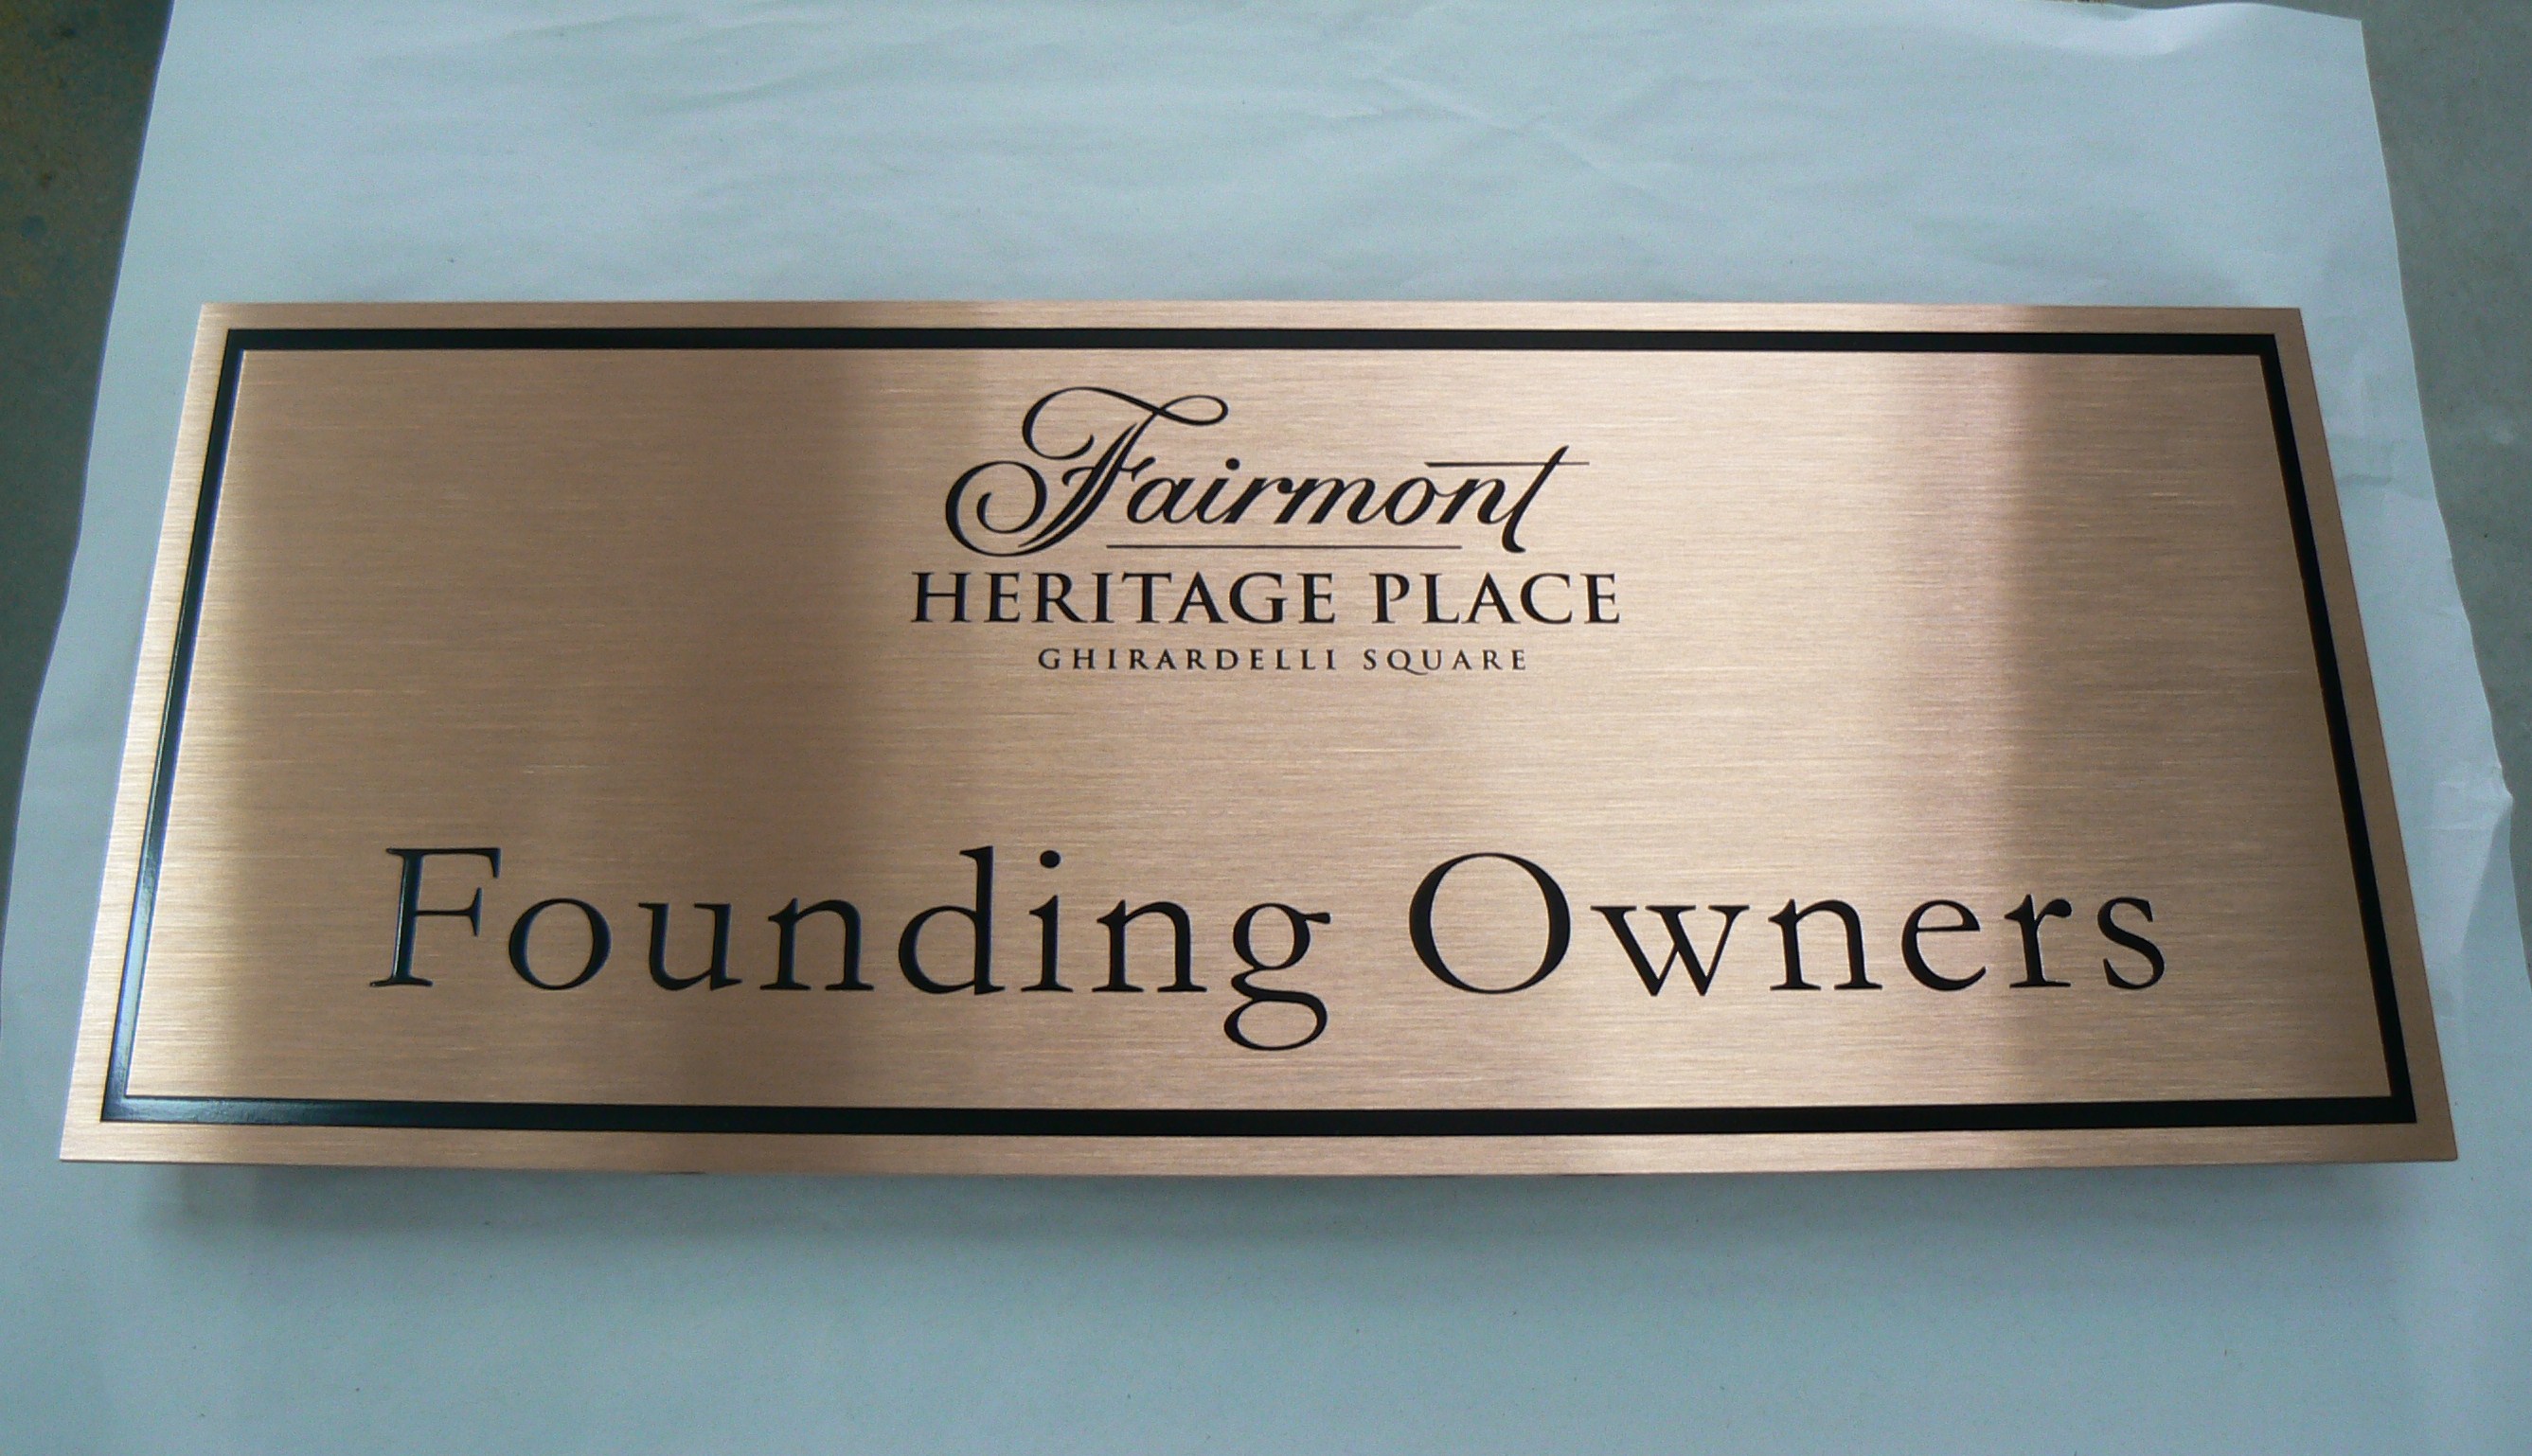 Fairmont
HERITAGE PLACE
GHIRARDELLI SQUARE
Founding Owners